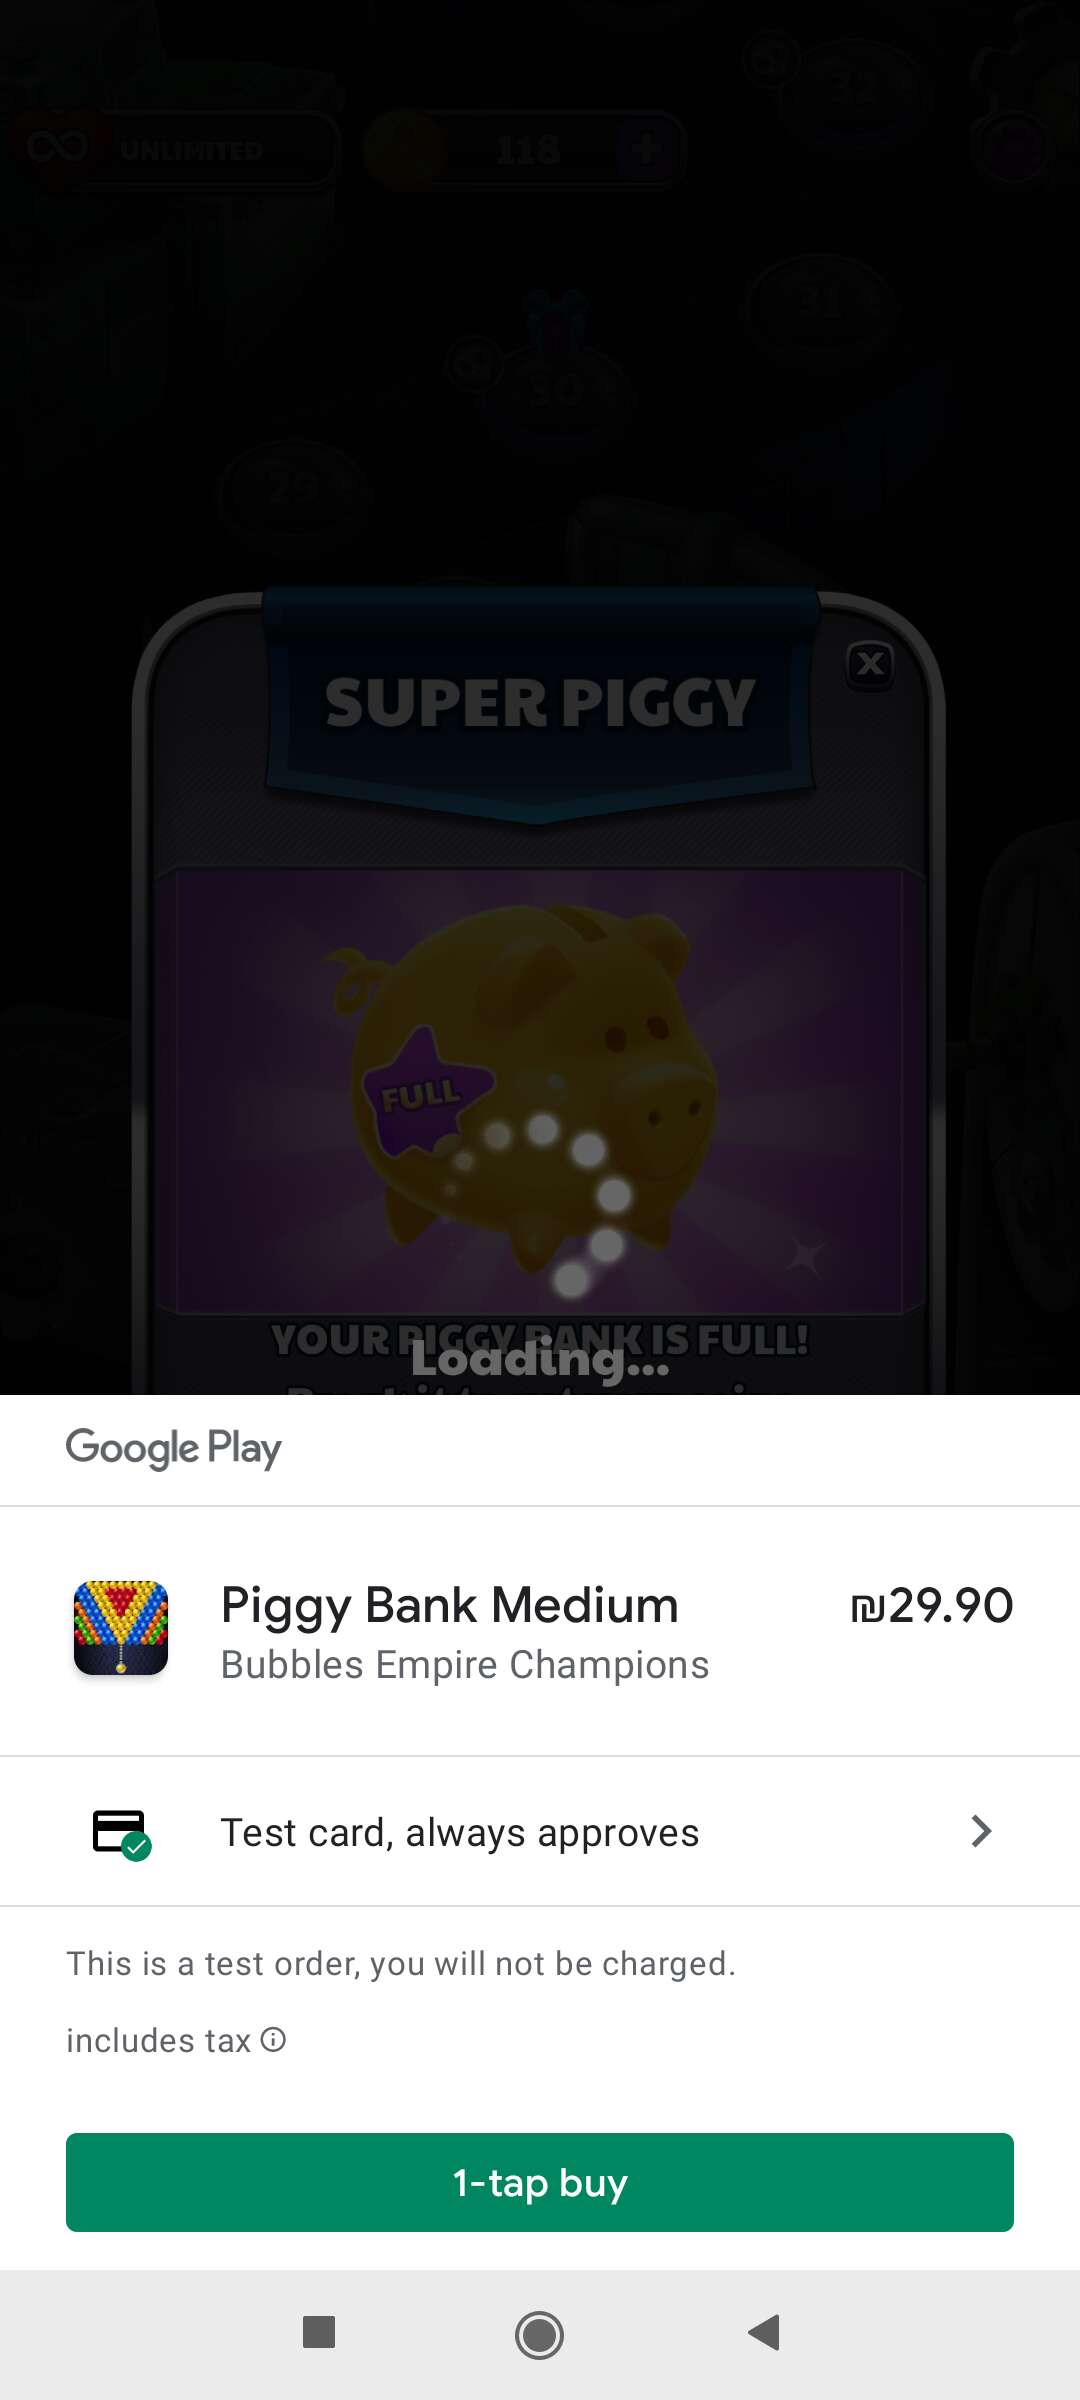 32
UNLIMITED
118
31
30
29
SUPER PIGGY
X
FULL
YOUR PIGGY BANK IS FULL!
Loading...
Google Play
Piggy Bank Medium
₪29.90
Bubbles Empire Champions
Test card, always approves
This is a test order, you will not be charged.
includes tax
1-tap buy